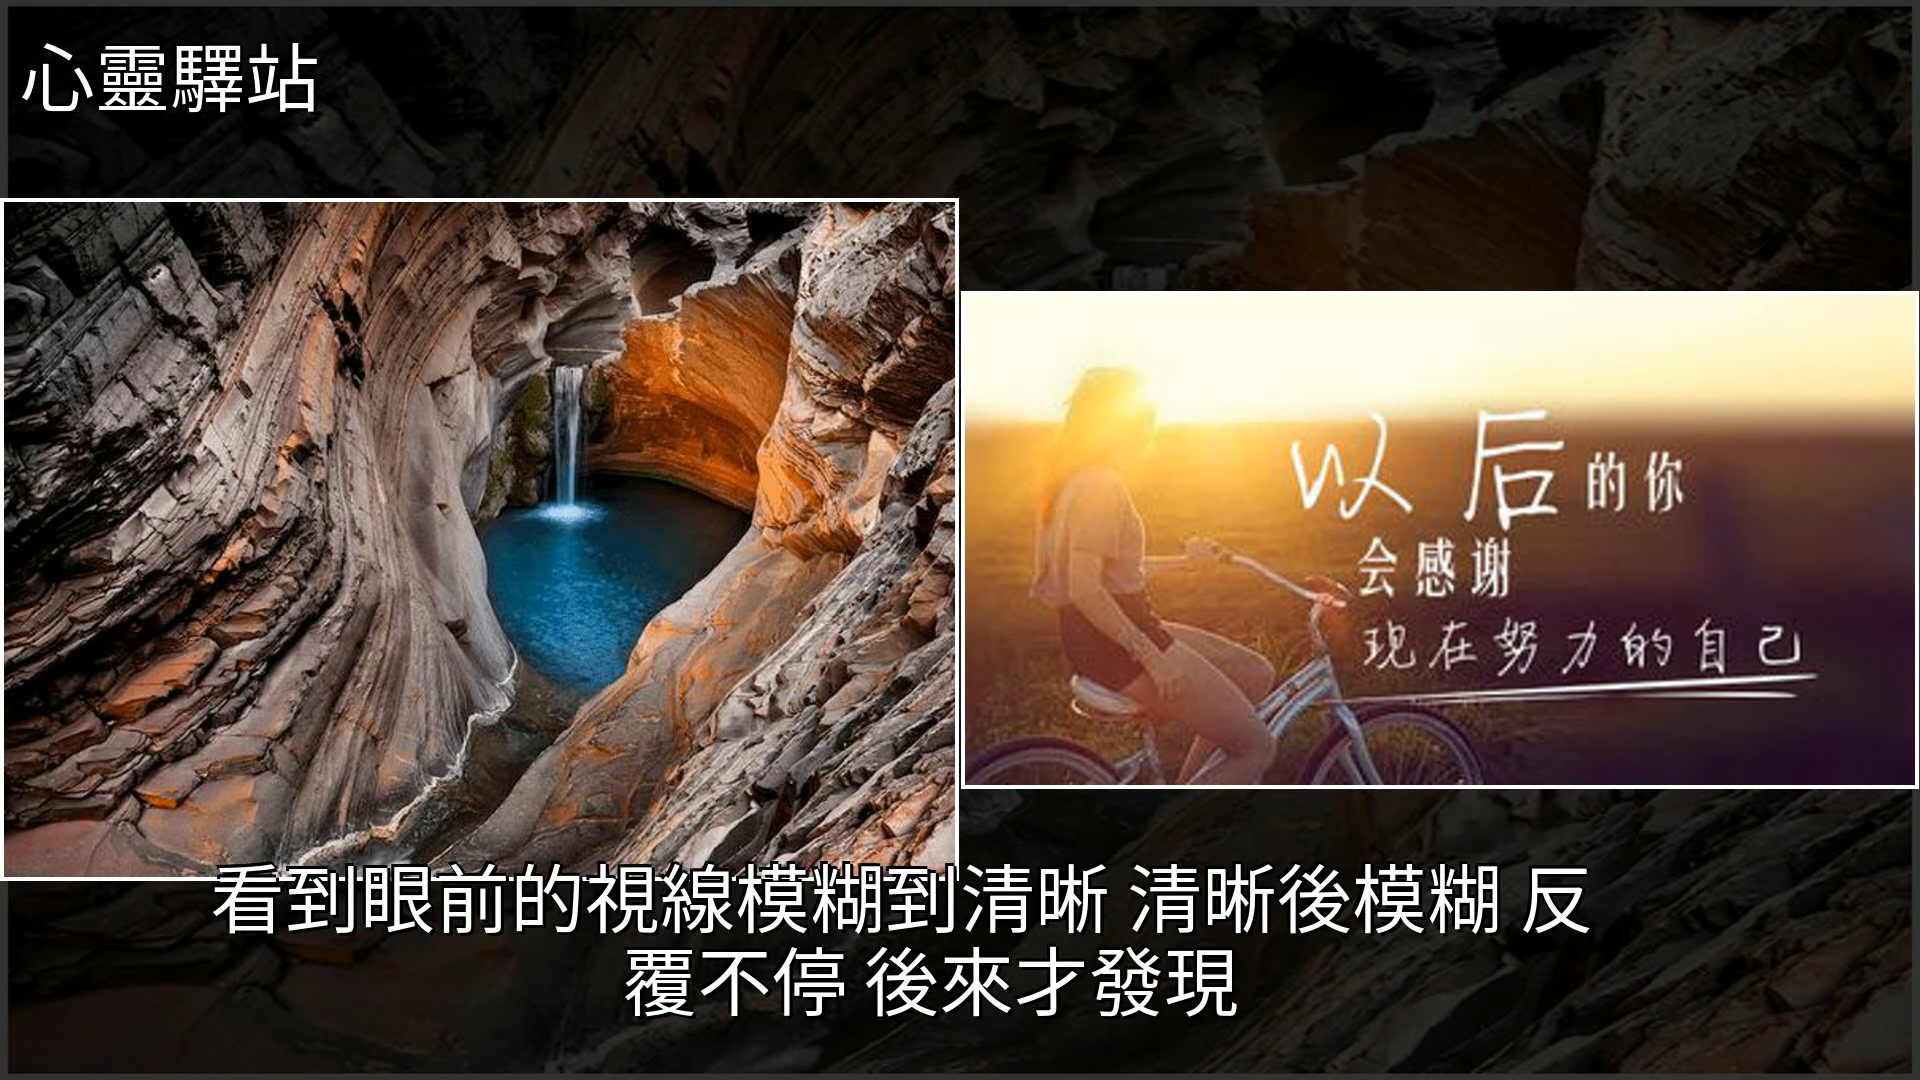 心靈驛站
以后的你
会感谢
现在努力的自己
看到眼前的視線模糊到清晰 清晰後模糊 反
覆不停 後來才發現